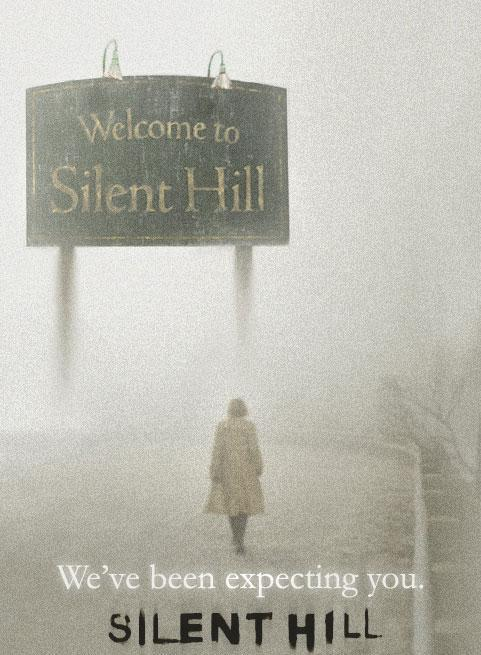 Welcome to
Silent Hill
We've been expecting you.
SILENT HILL